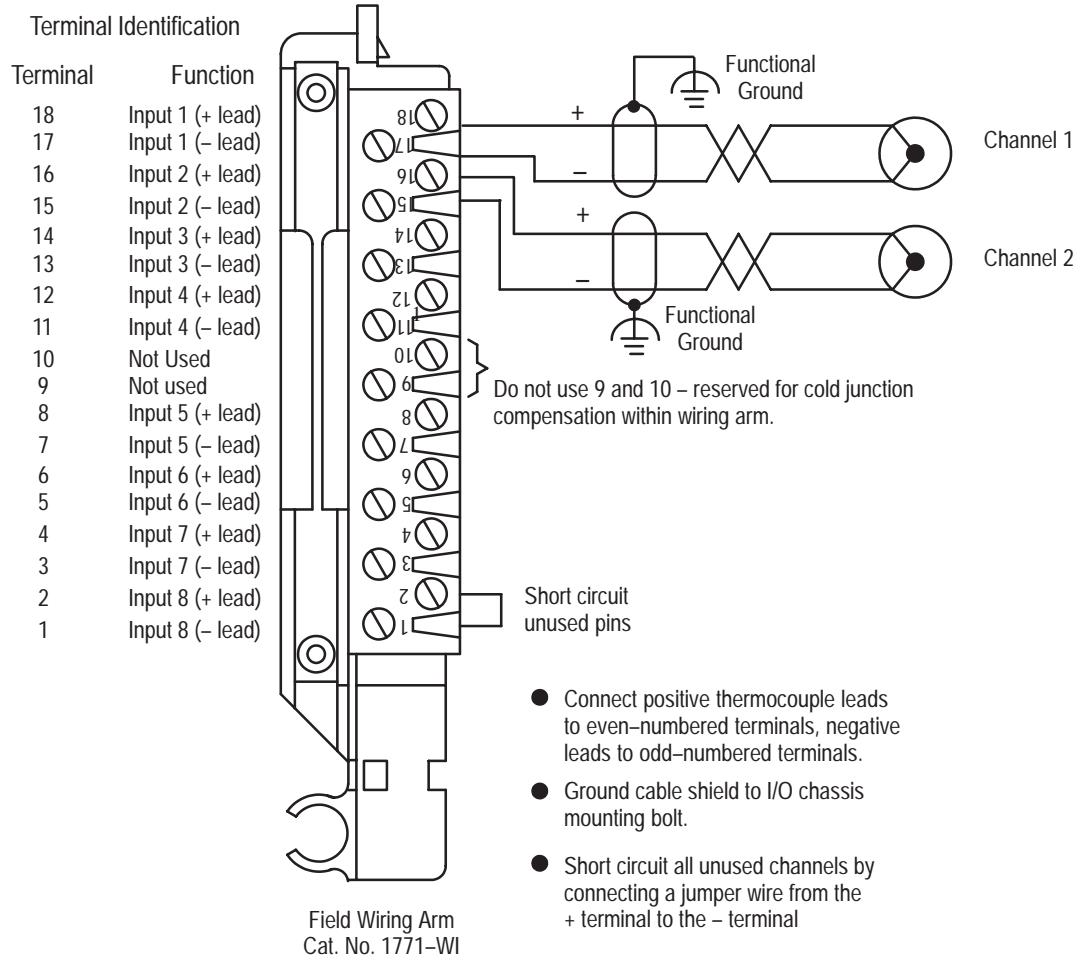 Terminal Identification
Terminal Function
18 Input 1 (+ lead)
17 Input 1 (– lead)
16 Input 2 (+ lead)
15 Input 2 (– lead)
14 Input 3 (+ lead)
13 Input 3 (– lead)
12 Input 4 (+ lead)
11 Input 4 (– lead)
10 Not Used
9 Not used
8 Input 5 (+ lead)
7 Input 5 (– lead)
6 Input 6 (+ lead)
5 Input 6 (– lead)
4 Input 7 (+ lead)
3 Input 7 (– lead)
2 Input 8 (+ lead)
1 Input 8 (– lead)
18
17
16
15
14
13
12
11
1
10
9
8
7
6
5
4
3
2
1
Functional
Ground
+
–
Channel 1
+
–
Channel 2
Functional
Ground
Do not use 9 and 10 – reserved for cold junction
compensation within wiring arm.
Short circuit
unused pins
● Connect positive thermocouple leads
to even–numbered terminals, negative
leads to odd–numbered terminals.
● Ground cable shield to I/O chassis
mounting bolt.
● Short circuit all unused channels by
connecting a jumper wire from the
+ terminal to the – terminal
Field Wiring Arm
Cat. No. 1771–WI